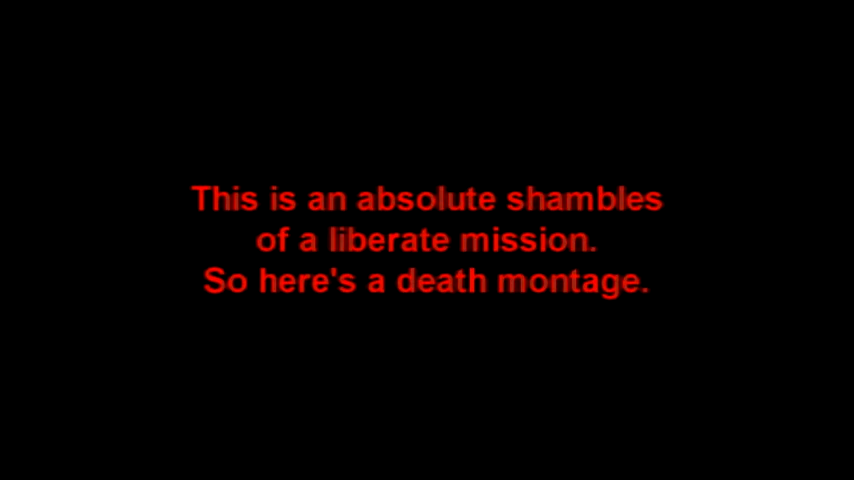 This is an absolute shambles
of a liberate mission.
So here's a death montage.